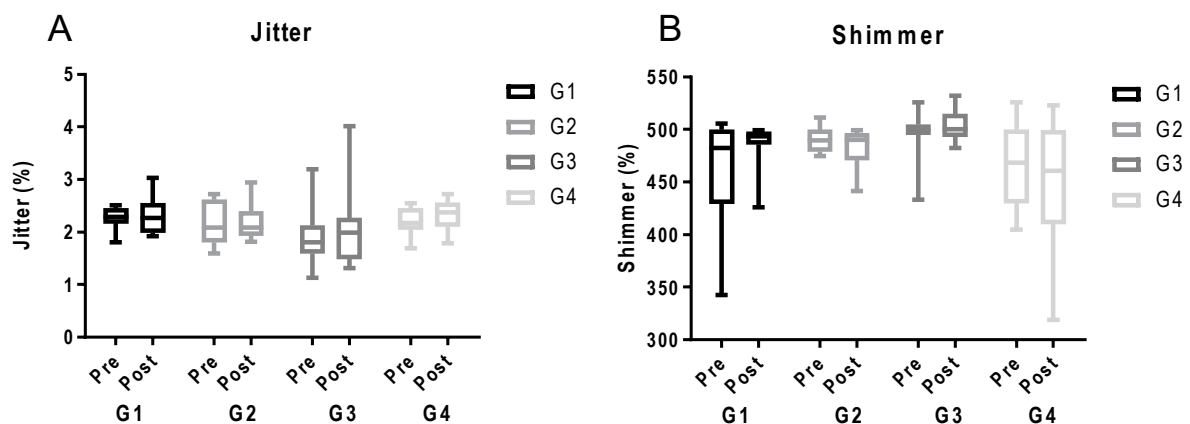 A
Jitter
Jitter (%)
5
4
3
2
1
0
Pre
Post
Pre
Post
Pre
Post
Pre
Post
G1
G2
G3
G4
G1
G2
G3
G4
B
Shimmer
Shimmer (%)
550
500
450
400
350
300
Pre
Post
Pre
Post
Pre
Post
Pre
Post
G1
G2
G3
G4
G1
G2
G3
G4